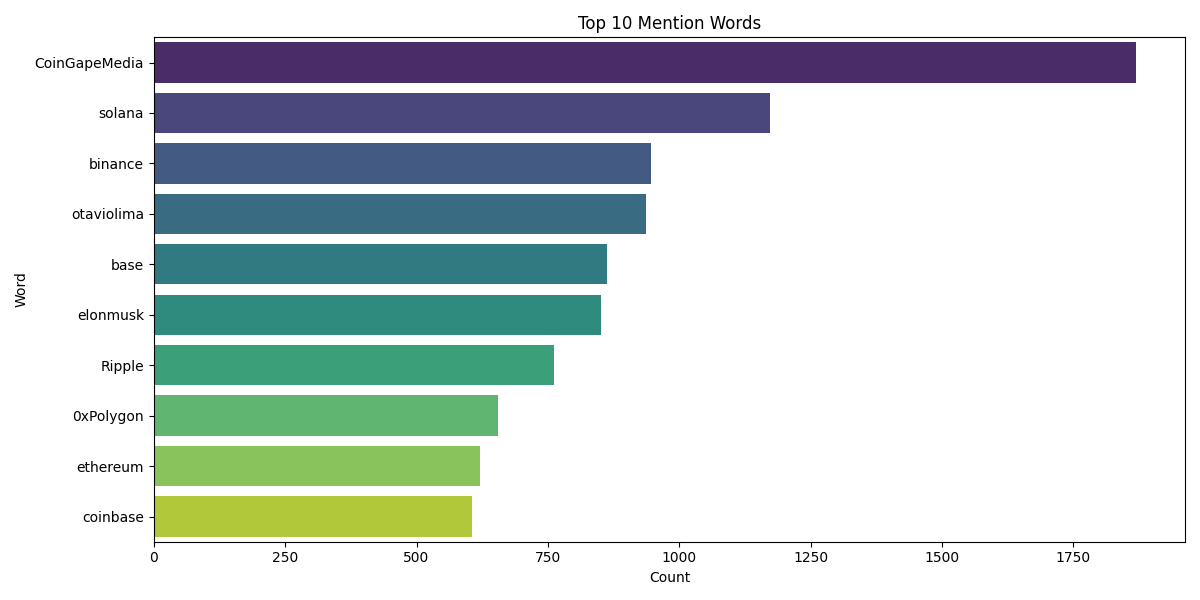 Top 10 Mention Words
Word
CoinGapeMedia
solana
binance
otaviolima
base
elonmusk
Ripple
0xPolygon
ethereum
coinbase
0 250 500 750 1000 1250 1500 1750
Count